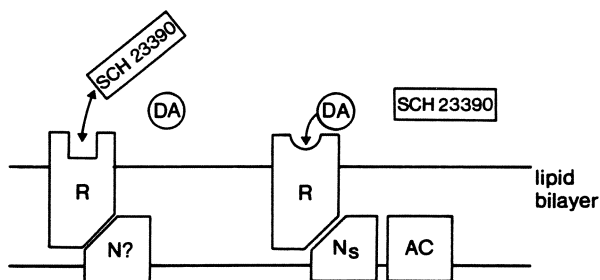 SCH 23390
DA
DA
SCH 23390
R
R
lipid
bilayer
N?
Ns
AC